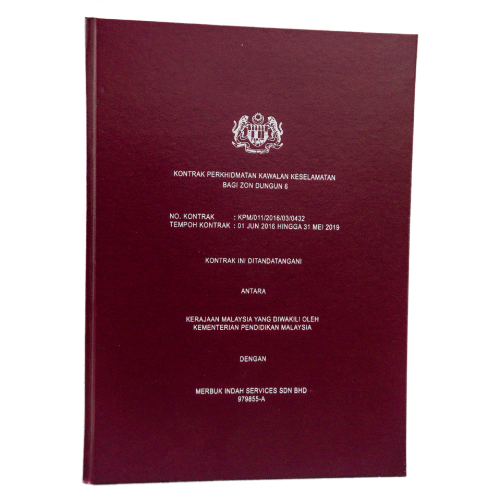 KONTRAK PERKHIDMATAN KAWALAN KESELAMATAN
BAGI ZON DUNGUN 6
NO. KONTRAK : KPM/011/2016/03/0432
TEMPOH KONTRAK : 01 JUN 2016 HINGGA 31 MEI 2019
KONTRAK INI DITANDATANGANI
ANTARA
KERAJAAN MALAYSIA YANG DIWAKILI OLEH
KEMENTERIAN PENDIDIKAN MALAYSIA
DENGAN
MERBUK INDAH SERVICES SDN BHD
979855-A